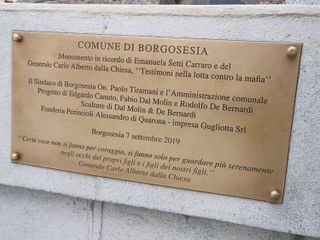 COMUNE DI BORGOSESIA
Monumento in ricordo di Emanuela Setti Carraro e del
Generale Carlo Alberto dalla Chiesa, "Testimoni nella lotta contro la mafia"
Il Sindaco di Borgosesia On. Paolo Tiramani e l'Amministrazione comunale
Progetto di Edgardo Canuto, Fabio Dal Molin e Rodolfo De Bernardi
Sculture di Dal Molin & De Bernardi
Fonderia Perincioli Alessandro di Quarona - impresa Gugliotta Srl
Borgosesia 7 settembre 2019
"Certe cose non si fanno per coraggio, si fanno solo per guardare più serenamente
negli occhi dei propri figli e i figli dei nostri figli."
Generale Carlo Alberto dalla Chiesa